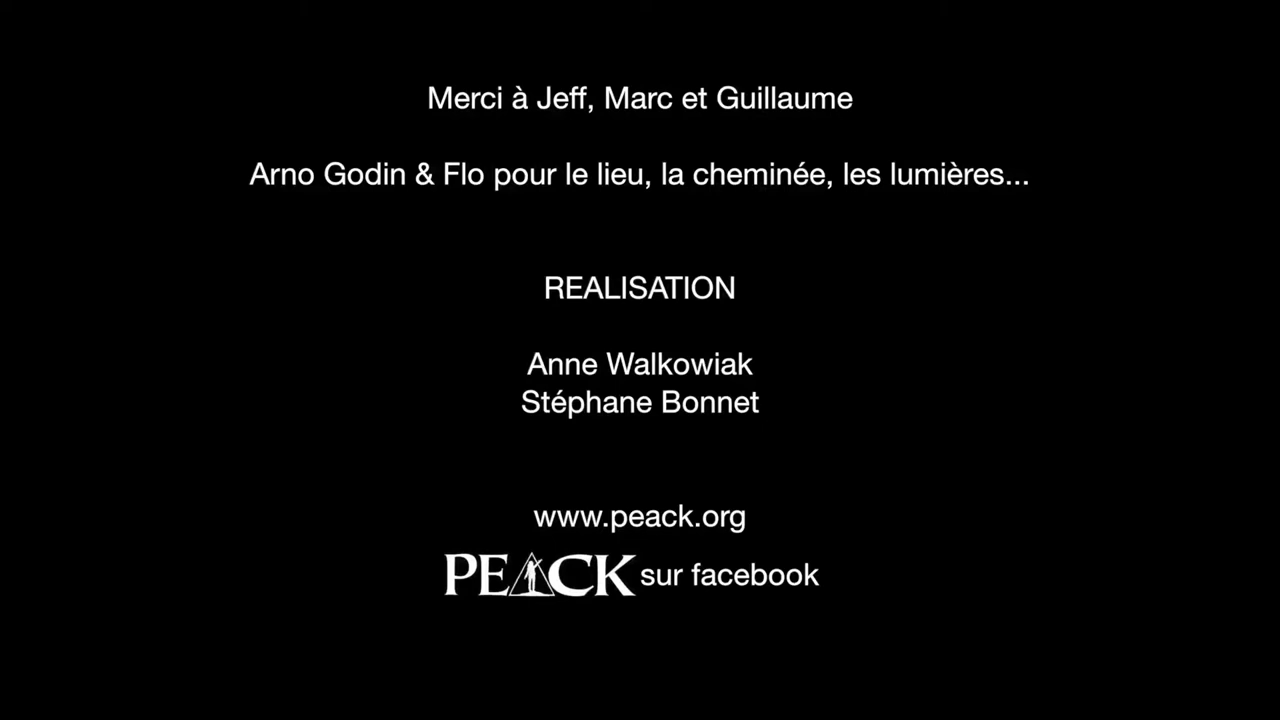 Merci à Jeff, Marc et Guillaume
Arno Godin & Flo pour le lieu, la cheminée, les lumières...
REALISATION
Anne Walkowiak
Stéphane Bonnet
www.peack.org
PEACK sur facebook